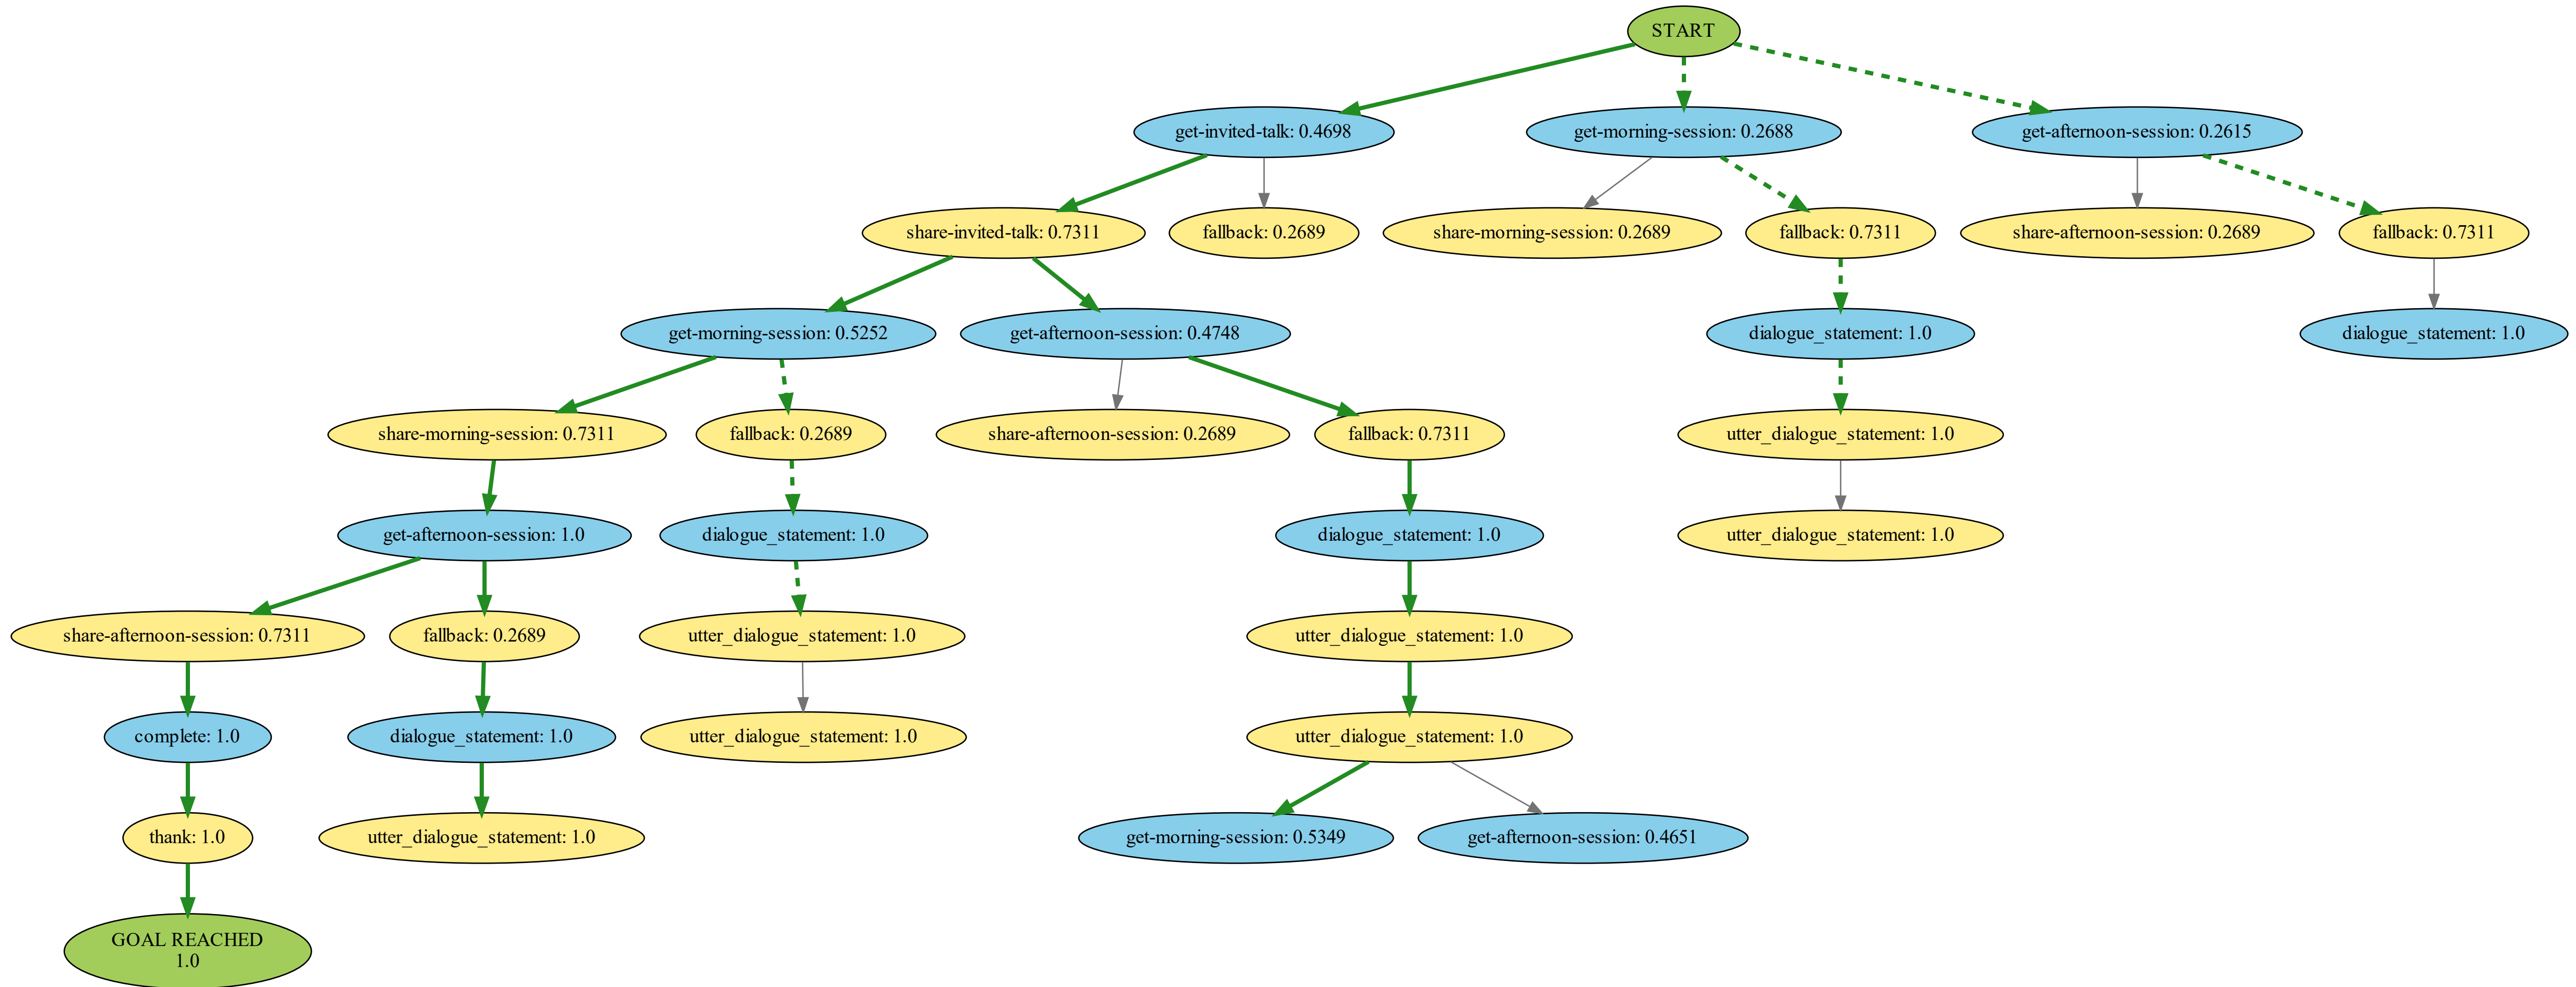 START
get-invited-talk: 0.4698
get-morning-session: 0.2688
get-afternoon-session: 0.2615
share-invited-talk: 0.7311
fallback: 0.2689
share-morning-session: 0.2689
fallback: 0.7311
share-afternoon-session: 0.2689
fallback: 0.7311
get-morning-session: 0.5252
get-afternoon-session: 0.4748
dialogue_statement: 1.0
dialogue_statement: 1.0
share-morning-session: 0.7311
fallback: 0.2689
share-afternoon-session: 0.2689
fallback: 0.7311
utter_dialogue_statement: 1.0
get-afternoon-session: 1.0
dialogue_statement: 1.0
dialogue_statement: 1.0
utter_dialogue_statement: 1.0
share-afternoon-session: 0.7311
fallback: 0.2689
utter_dialogue_statement: 1.0
utter_dialogue_statement: 1.0
complete: 1.0
dialogue_statement: 1.0
utter_dialogue_statement: 1.0
utter_dialogue_statement: 1.0
thank: 1.0
utter_dialogue_statement: 1.0
get-morning-session: 0.5349
get-afternoon-session: 0.4651
GOAL REACHED
1.0